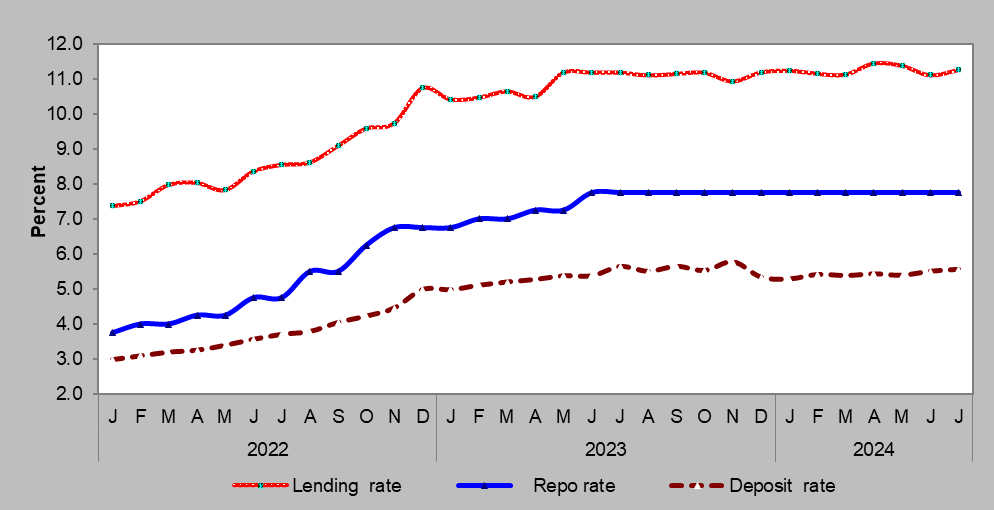 12.0
11.0
10.0
9.0
8.0
7.0
6.0
5.0
4.0
3.0
2.0
Percent
J F M A M J J A S O N D J F M A M J J A S O N D J F M A M J J
2022 2023 2024
Lending rate Repo rate Deposit rate